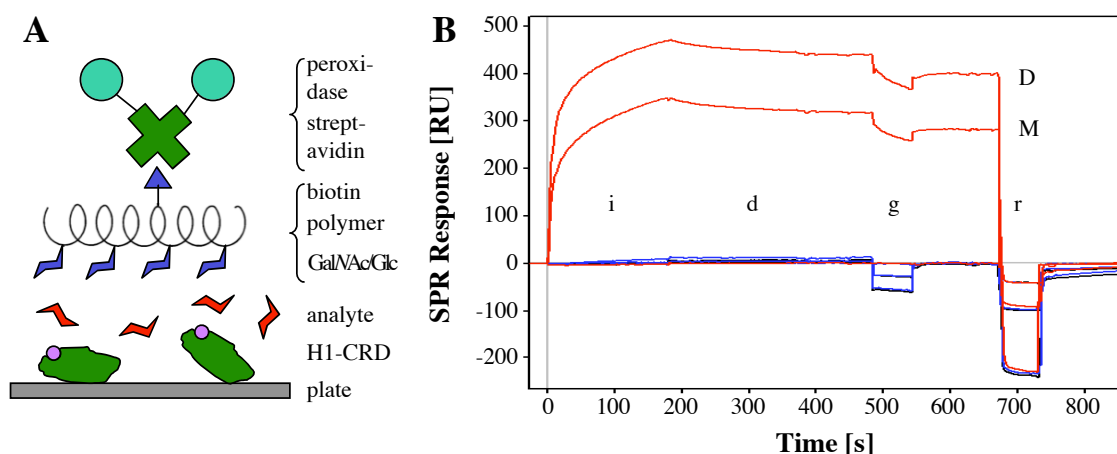 A
peroxi-
dase
strept-
avidin
biotin
polymer
GalNAc/Glc
analyte
H1-CRD
plate
B
SPR Response [RU]
500
400
300
200
100
0
-100
-200
D
M
i
d
g
r
0
100
200
300
400
500
600
700
800
Time [s]